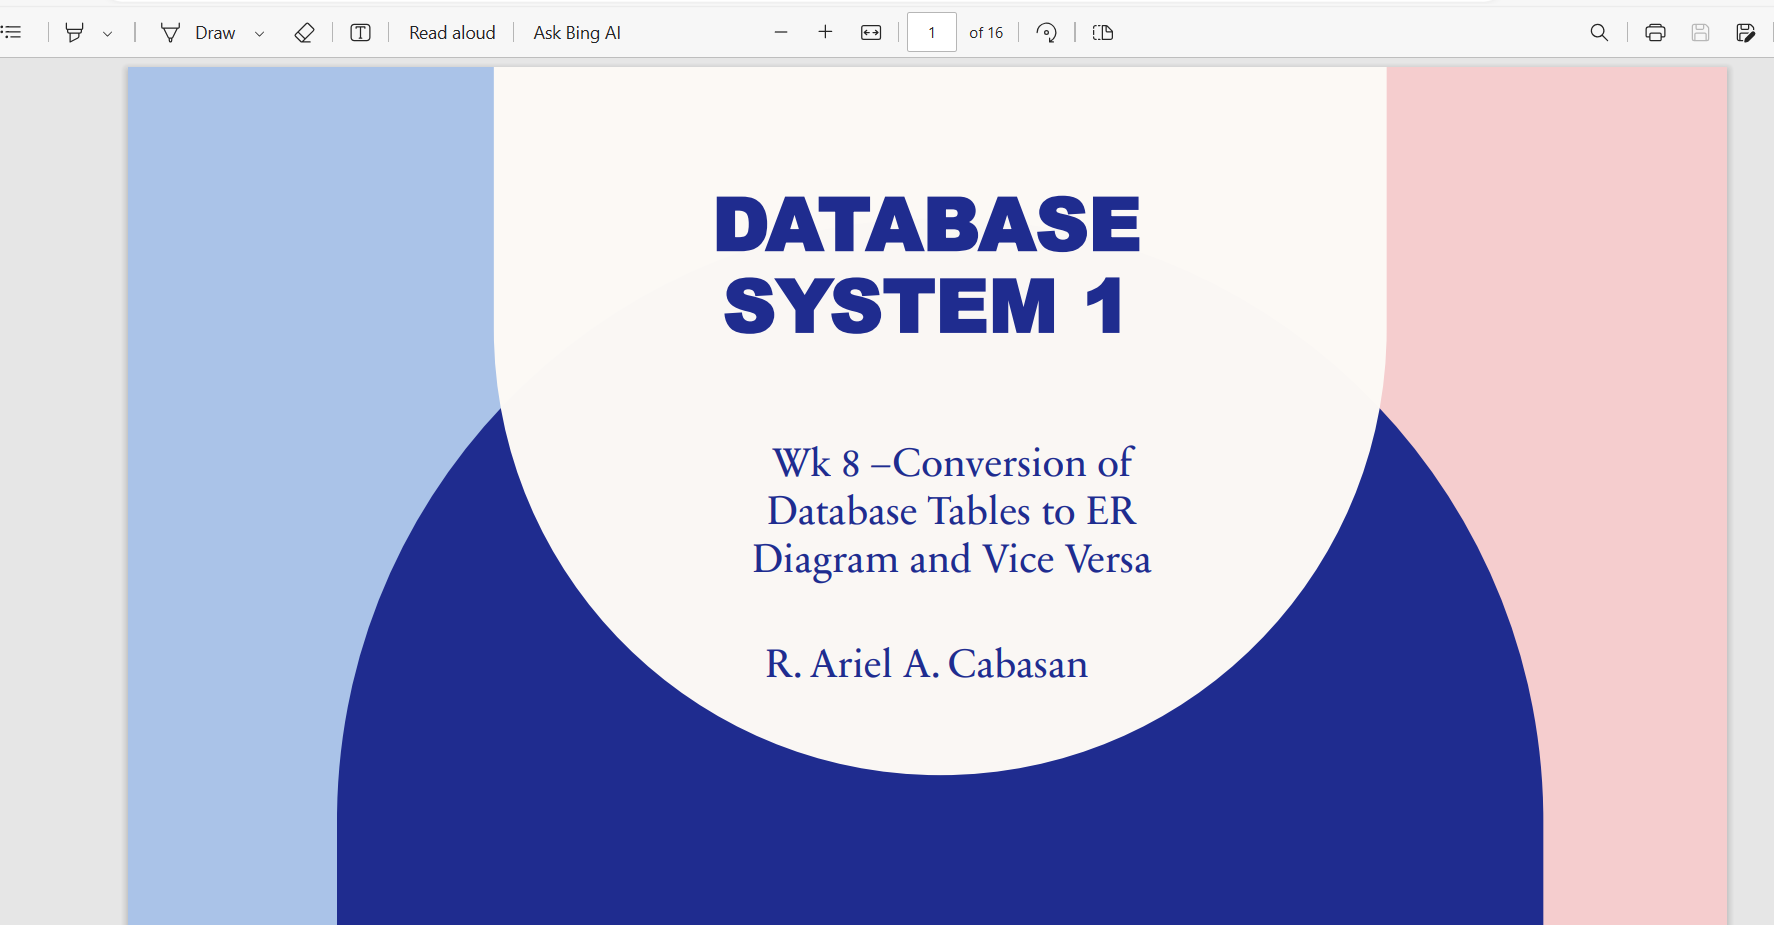 Draw Read aloud Ask Bing AI 1 of 16
DATABASE
SYSTEM 1
Wk 8 –Conversion of
Database Tables to ER
Diagram and Vice Versa
R. Ariel A. Cabasan